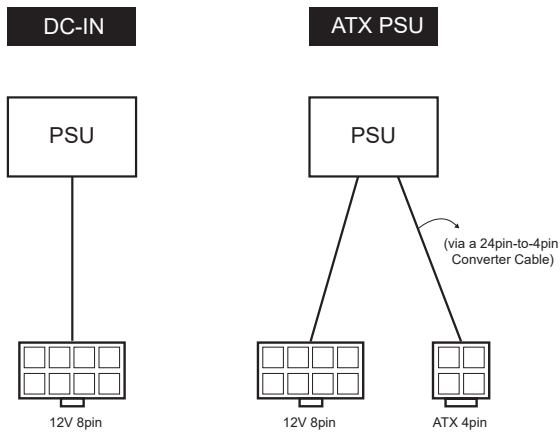 DC-IN
ATX PSU
PSU
PSU
(via a 24pin-to-4pin
Converter Cable)
12V 8pin
12V 8pin
ATX 4pin